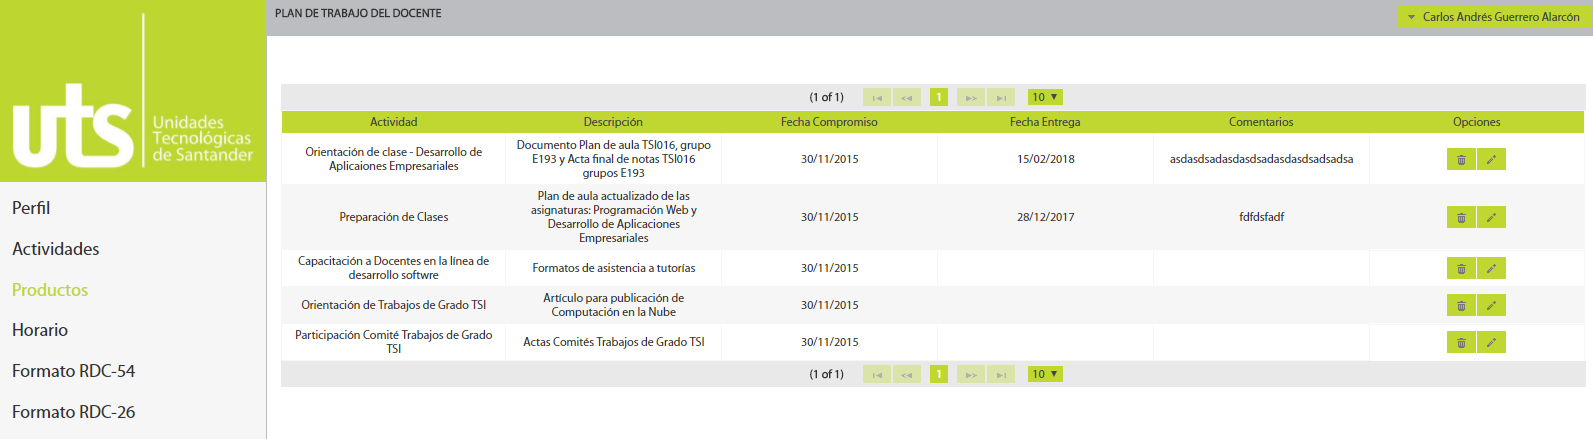 PLAN DE TRABAJO DEL DOCENTE
Carlos Andrés Guerrero Alarcón
uts
Unidades
Tecnológicas
de Santander
Perfil
Actividades
Productos
Horario
Formato RDC-54
Formato RDC-26
(1 of 1) 1 10
Actividad Descripción Fecha Compromiso Fecha Entrega Comentarios Opciones
Orientación de clase - Desarrollo de
Aplicaiones Empresariales
Documento Plan de aula TSI016, grupo
E193 y Acta final de notas TSI016
grupos E193
30/11/2015
15/02/2018
asdasdsadasdasdsadasdasdsadsadsa
Preparación de Clases
Plan de aula actualizado de las
asignaturas: Programación Web y
Desarrollo de Aplicaciones
Empresariales
30/11/2015
28/12/2017
fdfdsfadf
Capacitación a Docentes en la línea de
desarrollo softwre
Formatos de asistencia a tutorías
30/11/2015
Orientación de Trabajos de Grado TSI
Artículo para publicación de
Computación en la Nube
30/11/2015
Participación Comité Trabajos de Grado
TSI
Actas Comités Trabajos de Grado TSI
30/11/2015
(1 of 1) 1 10